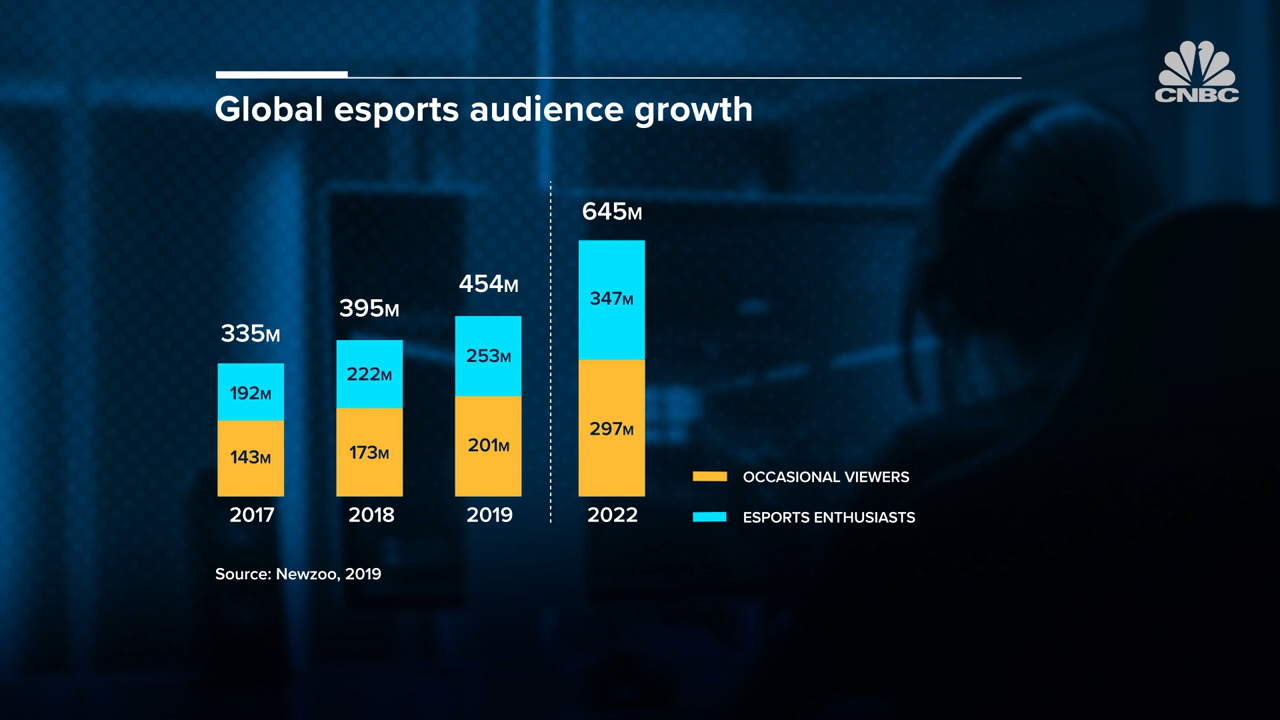 CNBC
Global esports audience growth
645M
347M
297M
454M
253M
201M
395M
222M
173M
335M
192M
143M
2017
2018
2019
2022
OCCASIONAL VIEWERS
ESPORTS ENTHUSIASTS
Source: Newzoo, 2019